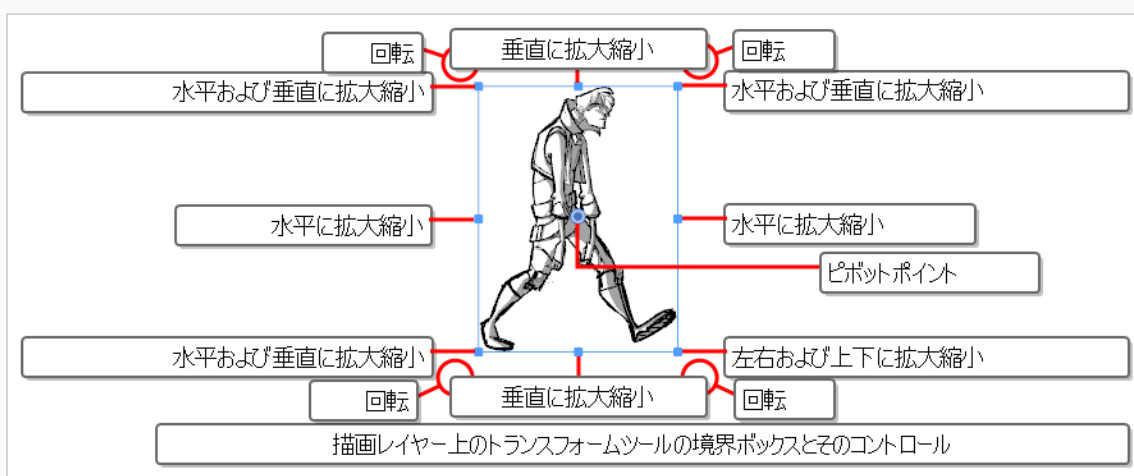 回転
垂直に拡大縮小
回転
水平および垂直に拡大縮小
水平および垂直に拡大縮小
水平に拡大縮小
水平に拡大縮小
ピボットポイント
水平および垂直に拡大縮小
左右および上下に拡大縮小
回転
垂直に拡大縮小
回転
描画レイヤー上のトランスフォームツールの境界ボックスとそのコントロール